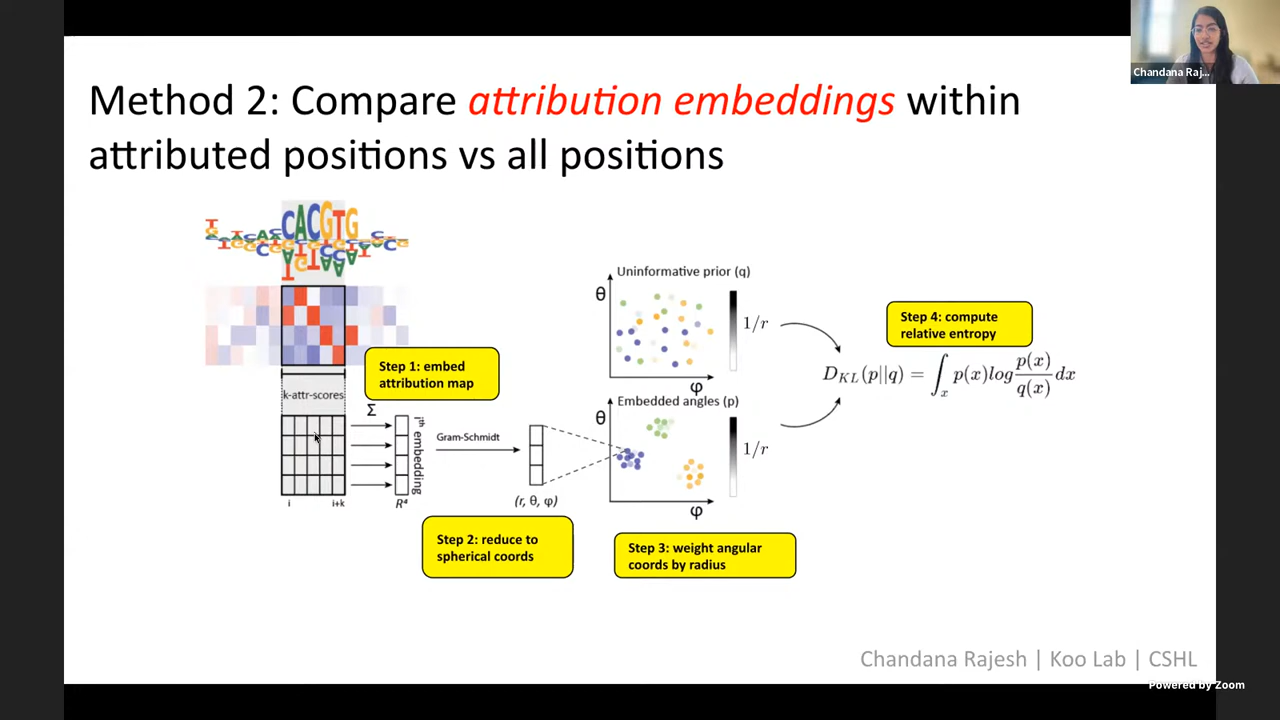 Chandana Raj...
Method 2: Compare attribution embeddings within
attributed positions vs all positions
CACGTG
Step 1: embed
attribution map
k-attr-scores
Σ
i
i+k
R⁴
iᵗʰ embedding
Gram-Schmidt
(r, θ, φ)
Step 2: reduce to
spherical coords
Uninformative prior (q)
θ
φ
1/r
Embedded angles (p)
θ
φ
1/r
Step 3: weight angular
coords by radius
Step 4: compute
relative entropy
D_KL(p||q) = ∫_x p(x)log p(x)/q(x) dx
Chandana Rajesh | Koo Lab | CSHL
Powered by Zoom